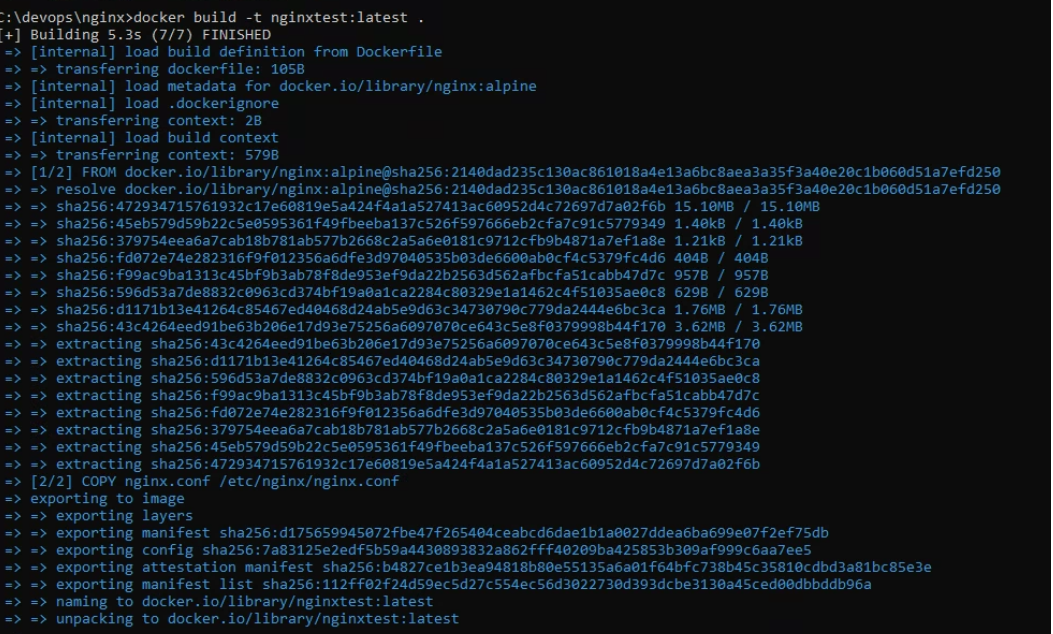 C:\devops\nginx>docker build -t nginxtest:latest .
[+] Building 5.3s (7/7) FINISHED
=> [internal] load build definition from Dockerfile
=> => transferring dockerfile: 105B
=> [internal] load metadata for docker.io/library/nginx:alpine
=> [internal] load .dockerignore
=> => transferring context: 2B
=> [internal] load build context
=> => transferring context: 579B
=> [1/2] FROM docker.io/library/nginx:alpine@sha256:2140dad235c130ac861018a4e13a6bc8aea3a35f3a40e20c1b060d51a7efd250
=> => resolve docker.io/library/nginx:alpine@sha256:2140dad235c130ac861018a4e13a6bc8aea3a35f3a40e20c1b060d51a7efd250
=> => sha256:472934715761932c17e60819e5a424f4a1a527413ac60952d4c72697d7a02f6b 15.10MB / 15.10MB
=> => sha256:45eb579d59b22c5e0595361f49fbeeba137c526f597666eb2cfa7c91c5779349 1.40kB / 1.40kB
=> => sha256:379754eea6a7cab18b781ab577b2668c2a5a6e0181c9712cfb9b4871a7ef1a8e 1.21kB / 1.21kB
=> => sha256:fd072e74e282316f9f012356a6dfe3d97040535b03de6600ab0cf4c5379fc4d6 404B / 404B
=> => sha256:f99ac9ba1313c45bf9b3ab78f8de953ef9da22b2563d562afbcfa51cabb47d7c 957B / 957B
=> => sha256:596d53a7de8832c0963cd374bf19a0a1ca2284c80329e1a1462c4f51035ae0c8 629B / 629B
=> => sha256:d1171b13e41264c85467ed40468d24ab5e9d63c34730790c779da2444e6bc3ca 1.76MB / 1.76MB
=> => sha256:43c4264eed91be63b206e17d93e75256a6097070ce643c5e8f0379998b44f170 3.62MB / 3.62MB
=> => extracting sha256:43c4264eed91be63b206e17d93e75256a6097070ce643c5e8f0379998b44f170
=> => extracting sha256:d1171b13e41264c85467ed40468d24ab5e9d63c34730790c779da2444e6bc3ca
=> => extracting sha256:596d53a7de8832c0963cd374bf19a0a1ca2284c80329e1a1462c4f51035ae0c8
=> => extracting sha256:f99ac9ba1313c45bf9b3ab78f8de953ef9da22b2563d562afbcfa51cabb47d7c
=> => extracting sha256:fd072e74e282316f9f012356a6dfe3d97040535b03de6600ab0cf4c5379fc4d6
=> => extracting sha256:379754eea6a7cab18b781ab577b2668c2a5a6e0181c9712cfb9b4871a7ef1a8e
=> => extracting sha256:45eb579d59b22c5e0595361f49fbeeba137c526f597666eb2cfa7c91c5779349
=> => extracting sha256:472934715761932c17e60819e5a424f4a1a527413ac60952d4c72697d7a02f6b
=> [2/2] COPY nginx.conf /etc/nginx/nginx.conf
=> exporting to image
=> => exporting layers
=> => exporting manifest sha256:d175659945072fbe47f265404ceabcd6dae1b1a0027ddea6ba699e07f2ef75db
=> => exporting config sha256:7a83125e2edf5b59a4430893832a862fff40209ba425853b309af999c6aa7ee5
=> => exporting attestation manifest sha256:b4827ce1b3ea94818b80e55135a6a01f64bfc738b45c35810cdbd3a81bc85e3e
=> => exporting manifest list sha256:112ff02f24d59ec5d27c554ec56d3022730d393dcbe3130a45ced00dbbddb96a
=> => naming to docker.io/library/nginxtest:latest
=> => unpacking to docker.io/library/nginxtest:latest